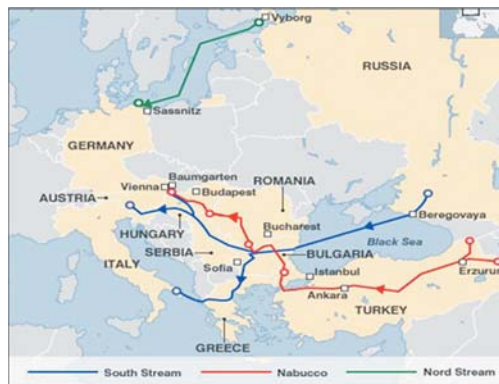 Vyborg
RUSSIA
Sassnitz
GERMANY
Baumgarten
Vienna
Budapest
AUSTRIA
ROMANIA
Beregovaya
HUNGARY
Bucharest
Black Sea
SERBIA
BULGARIA
ITALY
Sofia
Istanbul
Erzurum
Ankara
TURKEY
GREECE
South Stream
Nabucco
Nord Stream